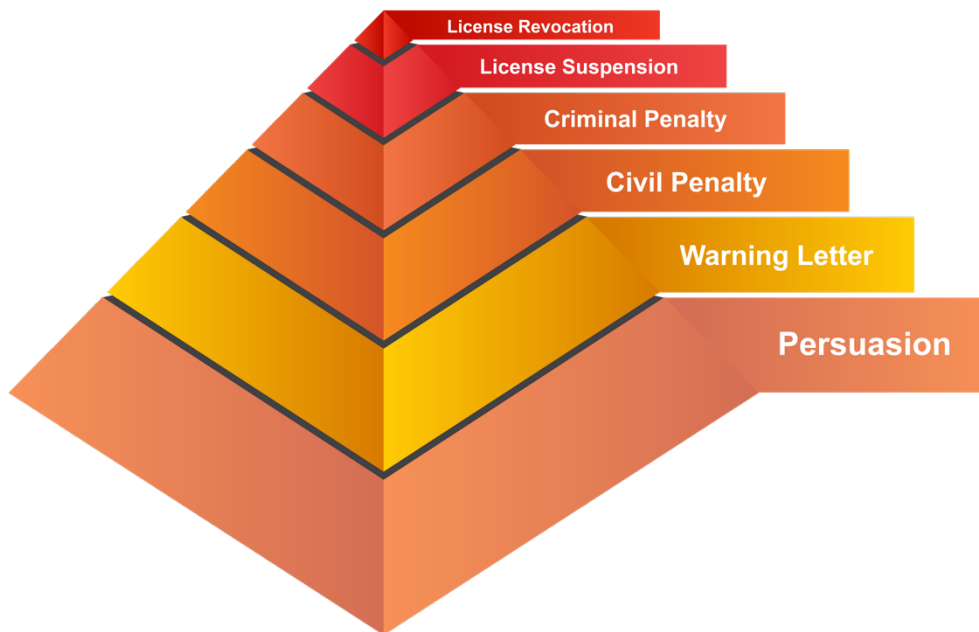 License Revocation
License Suspension
Criminal Penalty
Civil Penalty
Warning Letter
Persuasion